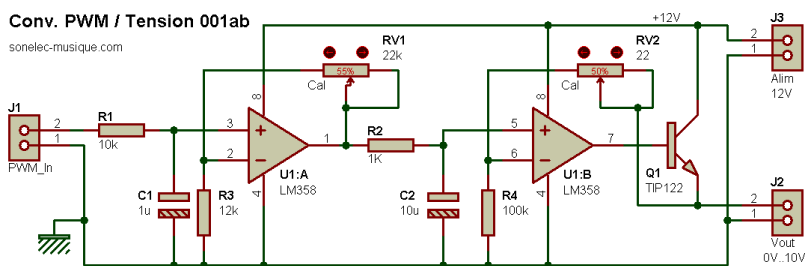 Conv. PWM / Tension 001ab
sonelec-musique.com
+12V
J3
2
1
Alim
12V
RV1
22k
55%
Cal
RV2
22
50%
Cal
J1
2
1
PWM_In
R1
10k
3
2
8
1
4
U1:A
LM358
R2
1K
5
6
8
7
4
U1:B
LM358
Q1
TIP122
C1
1u
R3
12k
C2
10u
R4
100k
J2
2
1
Vout
0V..10V